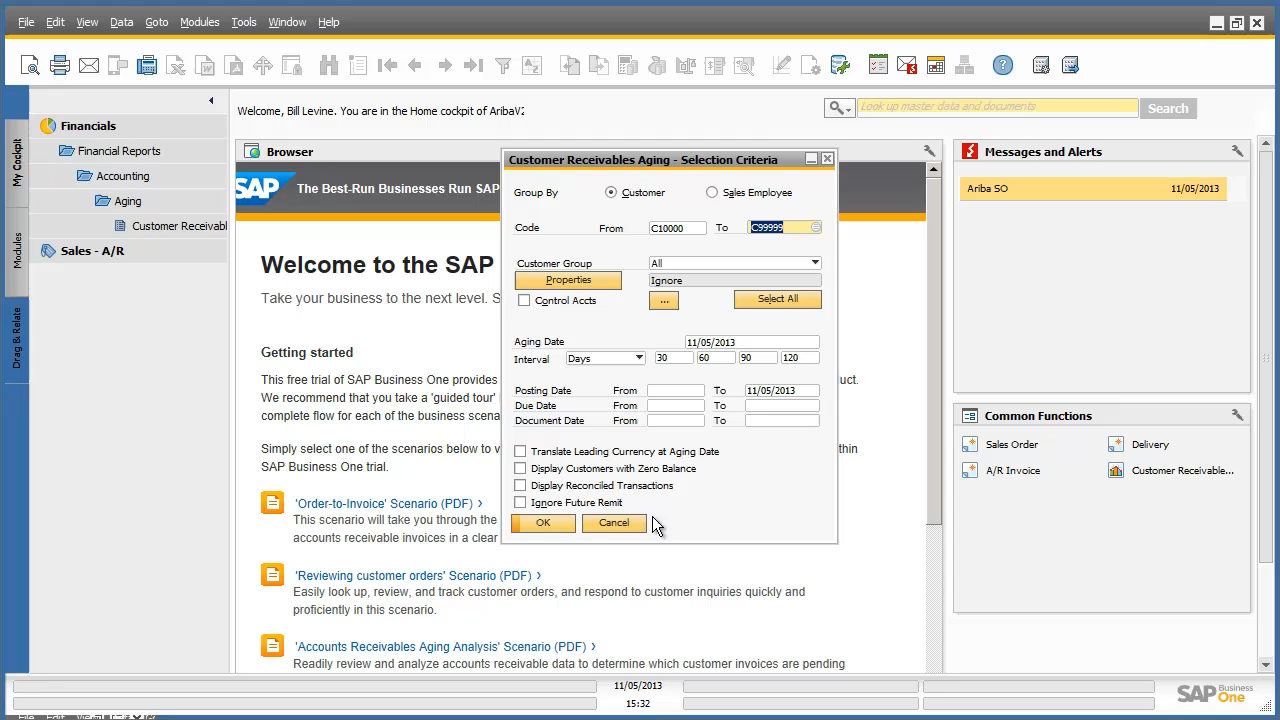 File Edit View Data Goto Modules Tools Window Help
Welcome, Bill Levine. You are in the Home cockpit of AribaV2
Look up master data and documents
Search
My Cockpit
Modules
Drag & Relate
Financials
Financial Reports
Accounting
Aging
Customer Receivabl
Sales - A/R
Browser
SAP The Best-Run Businesses Run SAP
Welcome to the SAP
Take your business to the next level. S
Getting started
This free trial of SAP Business One provides
uct.
We recommend that you take a 'guided tour'
complete flow for each of the business scena
Simply select one of the scenarios below to v
ithin
SAP Business One trial.
'Order-to-Invoice' Scenario (PDF) ›
This scenario will take you through the
accounts receivable invoices in a clear
'Reviewing customer orders' Scenario (PDF) ›
Easily look up, review, and track customer orders, and respond to customer inquiries quickly and
proficiently in this scenario.
'Accounts Receivables Aging Analysis' Scenario (PDF) ›
Readily review and analyze accounts receivable data to determine which customer invoices are pending
Customer Receivables Aging - Selection Criteria
Group By Customer Sales Employee
Code From C10000 To C99999
Customer Group All
Properties Ignore
Control Accts ... Select All
Aging Date 11/05/2013
Interval Days 30 60 90 120
Posting Date From To 11/05/2013
Due Date From To
Document Date From To
Translate Leading Currency at Aging Date
Display Customers with Zero Balance
Display Reconciled Transactions
Ignore Future Remit
OK Cancel
Messages and Alerts
Ariba SO 11/05/2013
Common Functions
Sales Order Delivery
A/R Invoice Customer Receivable...
11/05/2013
15:32
SAP Business One